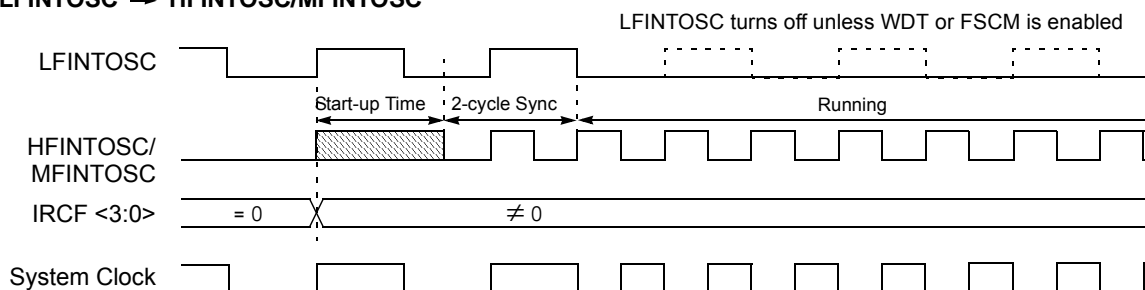 LFINTOSC → HFINTOSC/MFINTOSC
LFINTOSC turns off unless WDT or FSCM is enabled
LFINTOSC
Start-up Time
2-cycle Sync
Running
HFINTOSC/
MFINTOSC
IRCF <3:0>
= 0
≠ 0
System Clock